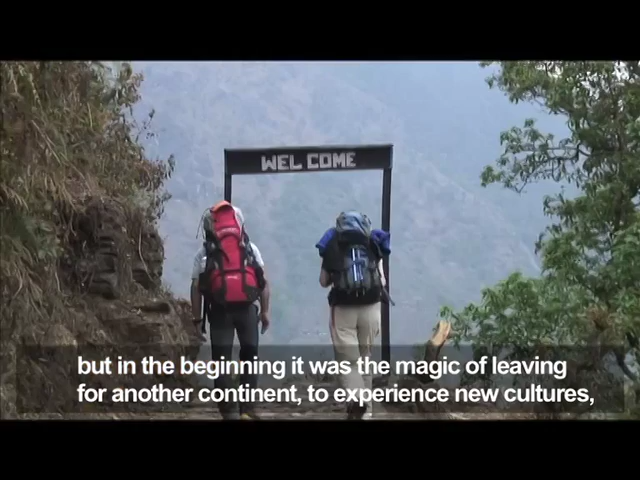 WEL COME
but in the beginning it was the magic of leaving
for another continent, to experience new cultures,